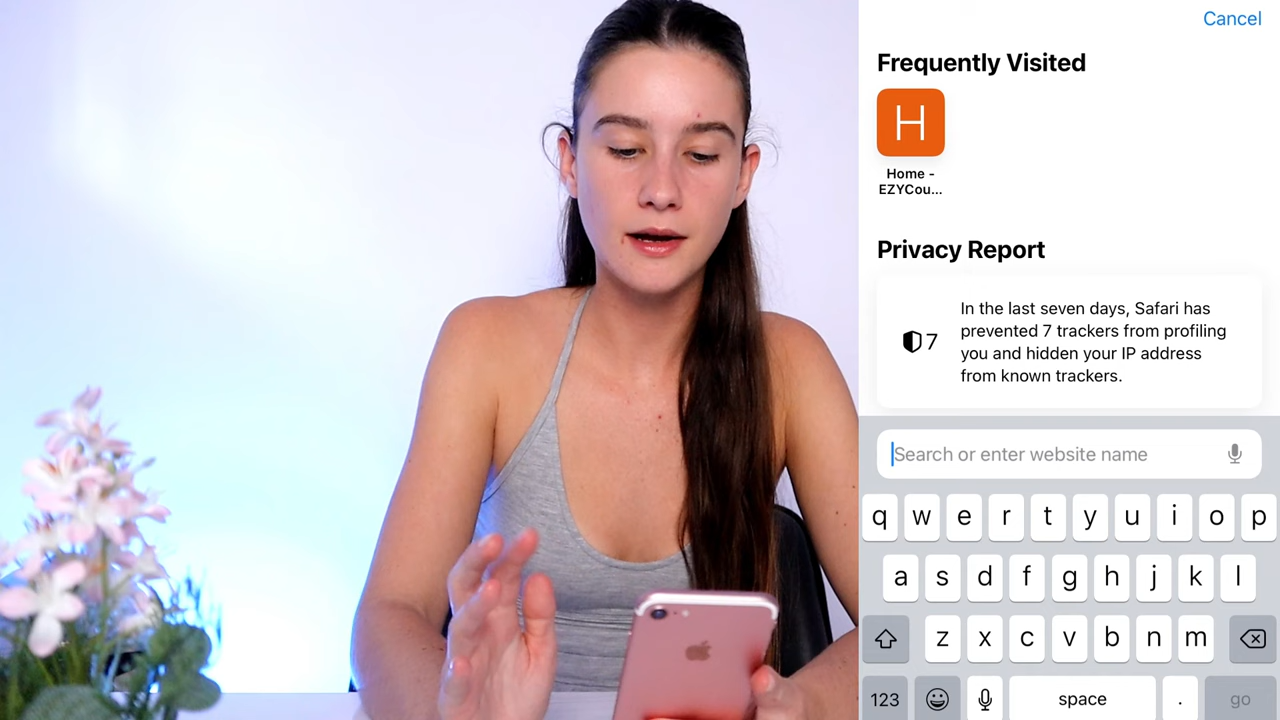 Cancel
Frequently Visited
H
Home -
EZYCou...
Privacy Report
7
In the last seven days, Safari has
prevented 7 trackers from profiling
you and hidden your IP address
from known trackers.
Search or enter website name
q w e r t y u i o p
a s d f g h j k l
z x c v b n m
123 space . go